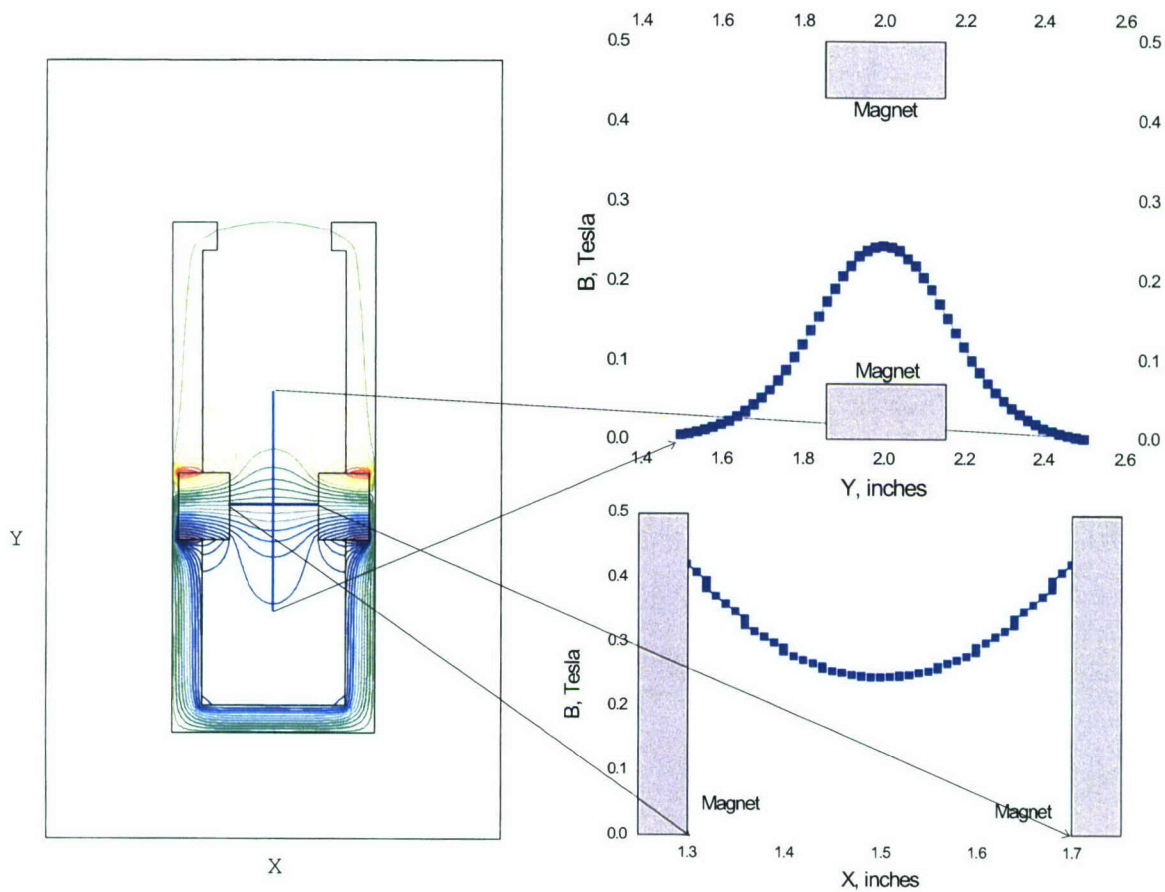 1.4 1.6 1.8 2.0 2.2 2.4 2.6
0.5 0.5
Magnet
0.4 0.4
0.3 0.3
B, Tesla
0.2 0.2
0.1 0.1
Magnet
0.0 0.0
1.4 1.6 1.8 2.0 2.2 2.4 2.6
Y, inches
Y
X
0.5
0.4
0.3
B, Tesla
0.2
0.1
Magnet Magnet
0.0
1.3 1.4 1.5 1.6 1.7
X, inches